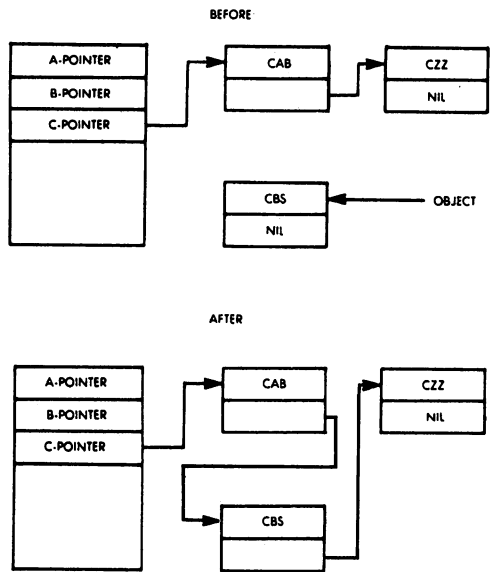 BEFORE
A-POINTER
B-POINTER
C-POINTER
CAB
CZZ
NIL
CBS
NIL
OBJECT
AFTER
A-POINTER
B-POINTER
C-POINTER
CAB
CZZ
NIL
CBS